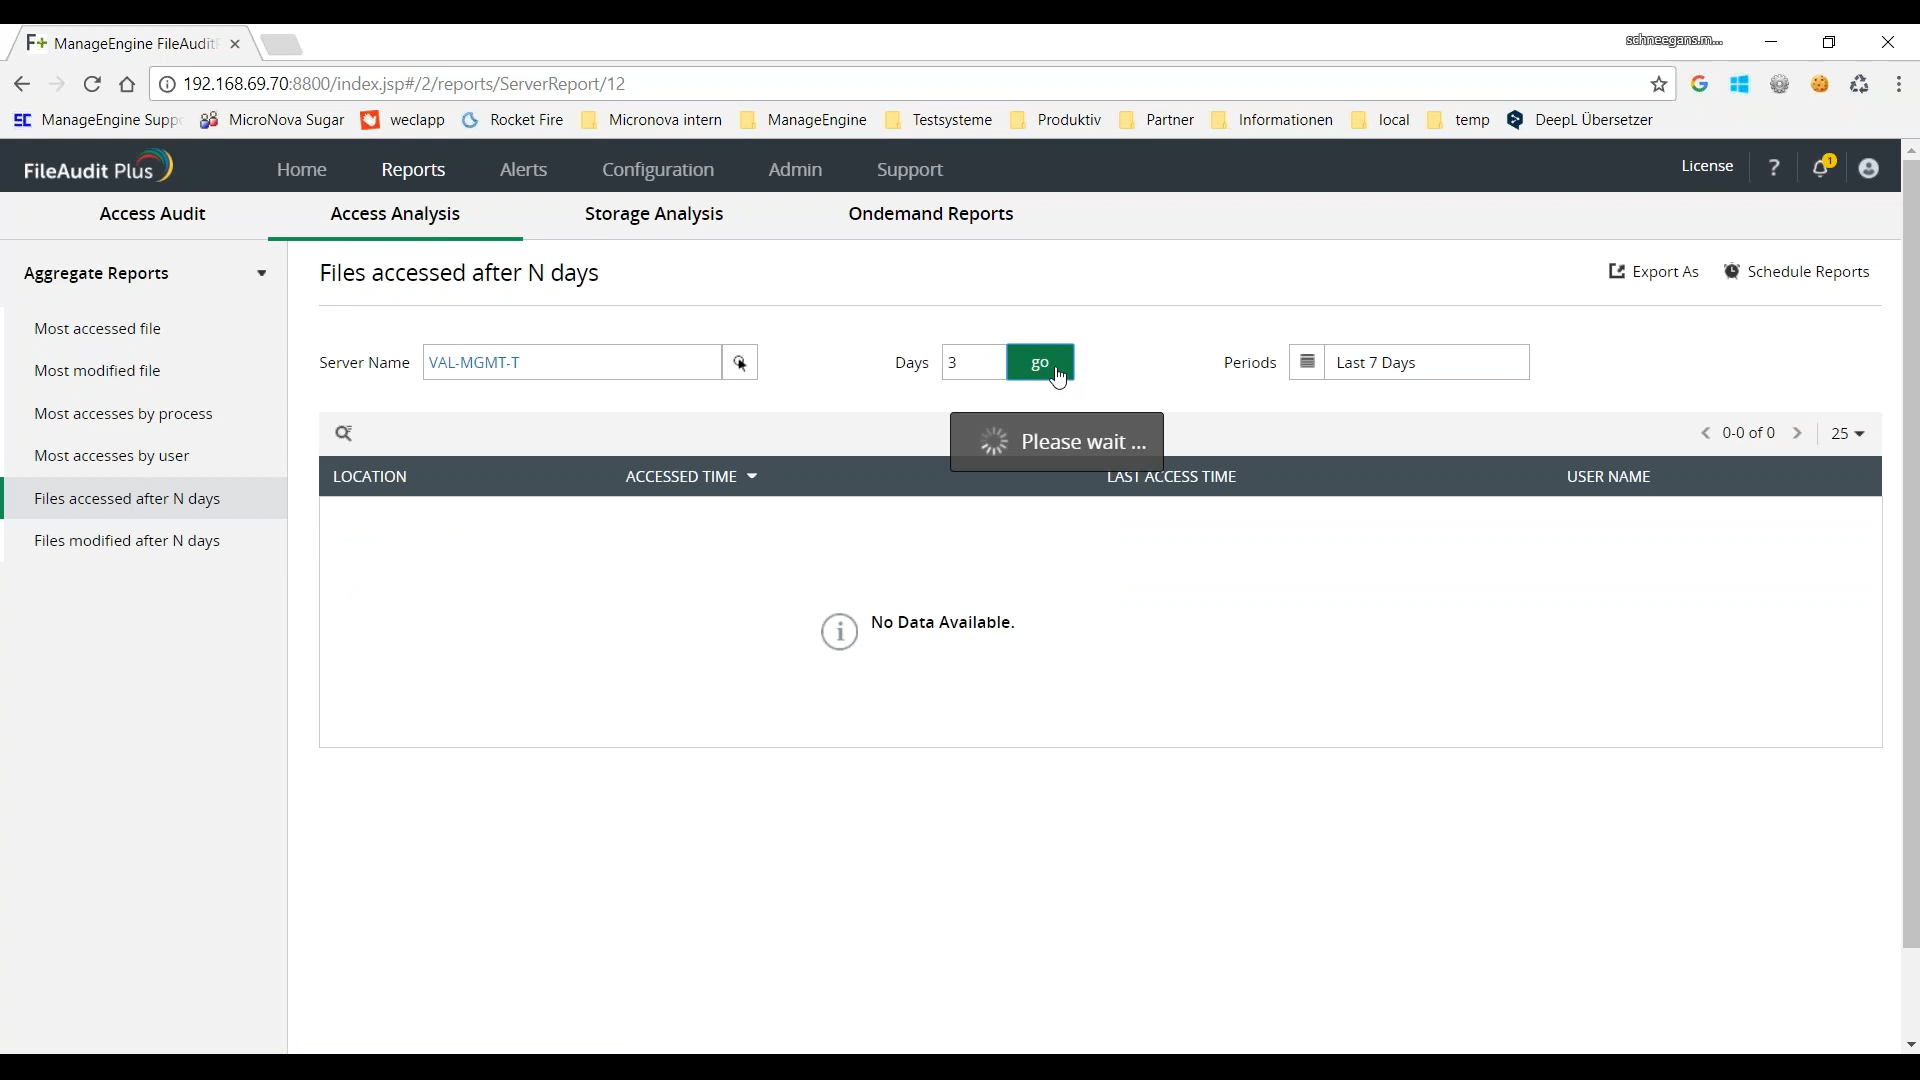 ManageEngine FileAudit
schneegans.m...
192.168.69.70:8800/index.jsp#/2/reports/ServerReport/12
ManageEngine Supp MicroNova Sugar weclapp Rocket Fire Micronova intern ManageEngine Testsysteme Produktiv Partner Informationen local temp DeepL Übersetzer
FileAudit Plus Home Reports Alerts Configuration Admin Support License ? 1
Access Audit Access Analysis Storage Analysis Ondemand Reports
Aggregate Reports
Most accessed file
Most modified file
Most accesses by process
Most accesses by user
Files accessed after N days
Files modified after N days
Files accessed after N days
Export As Schedule Reports
Server Name VAL-MGMT-T Days 3 go Periods Last 7 Days
Please wait ...
0-0 of 0 25
LOCATION ACCESSED TIME LAST ACCESS TIME USER NAME
No Data Available.